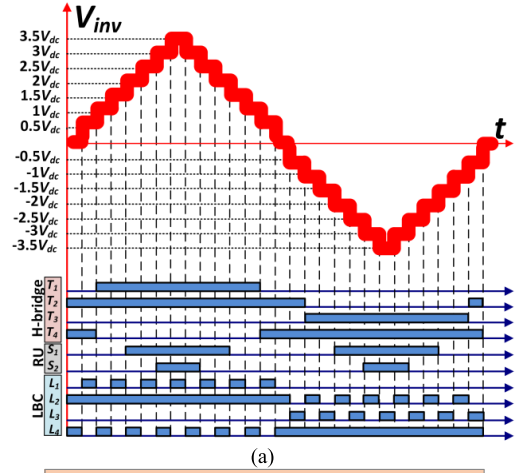 V_inv
3.5V_dc
3V_dc
2.5V_dc
2V_dc
1.5V_dc
1V_dc
0.5V_dc
t
-0.5V_dc
-1V_dc
-1.5V_dc
-2V_dc
-2.5V_dc
-3V_dc
-3.5V_dc
H-bridge
T_1
T_2
T_3
T_4
RU
S_1
S_2
LBC
L_1
L_2
L_3
L_4
(a)